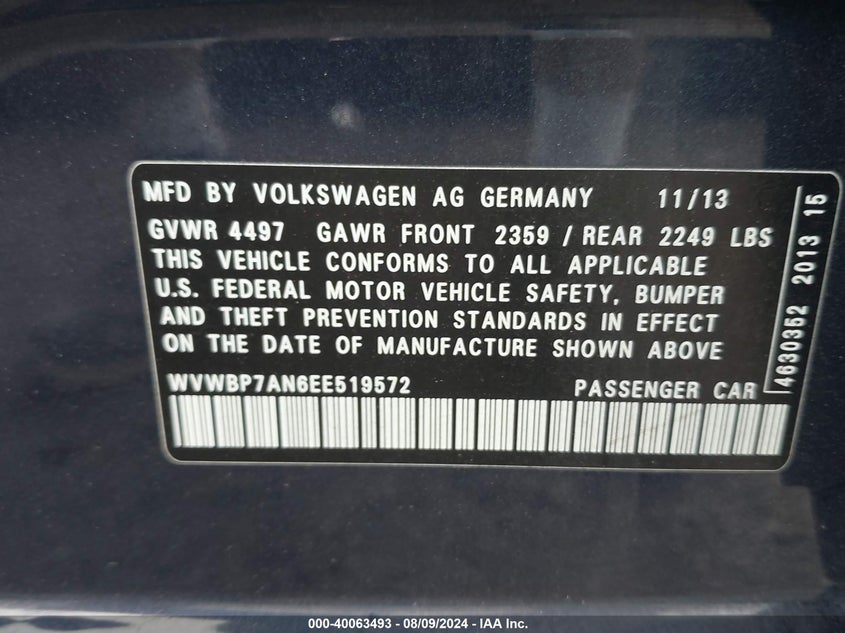 MFD BY VOLKSWAGEN AG GERMANY 11/13
GVWR 4497 GAWR FRONT 2359 / REAR 2249 LBS
THIS VEHICLE CONFORMS TO ALL APPLICABLE
U.S. FEDERAL MOTOR VEHICLE SAFETY, BUMPER
AND THEFT PREVENTION STANDARDS IN EFFECT
ON THE DATE OF MANUFACTURE SHOWN ABOVE
WVWBP7AN6EE519572 PASSENGER CAR
4630352 2013 15
000-40063493 - 08/09/2024 - IAA Inc.